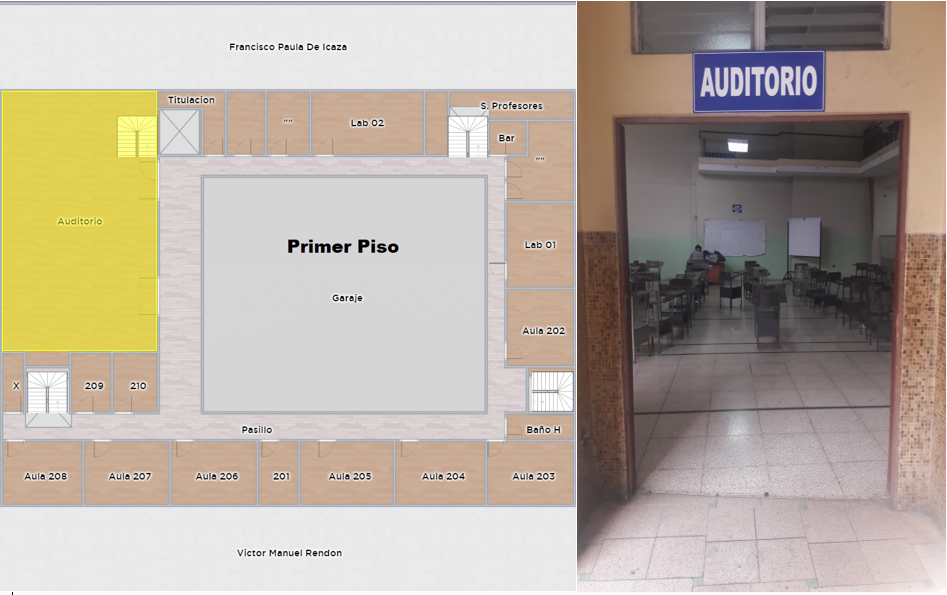 Francisco Paula De Icaza
Titulacion
""
Lab 02
S. Profesores
Bar
""
Auditorio
Primer Piso
Garaje
Lab 01
Aula 202
X
209
210
Pasillo
Baño H
Aula 208
Aula 207
Aula 206
201
Aula 205
Aula 204
Aula 203
Víctor Manuel Rendon
AUDITORIO